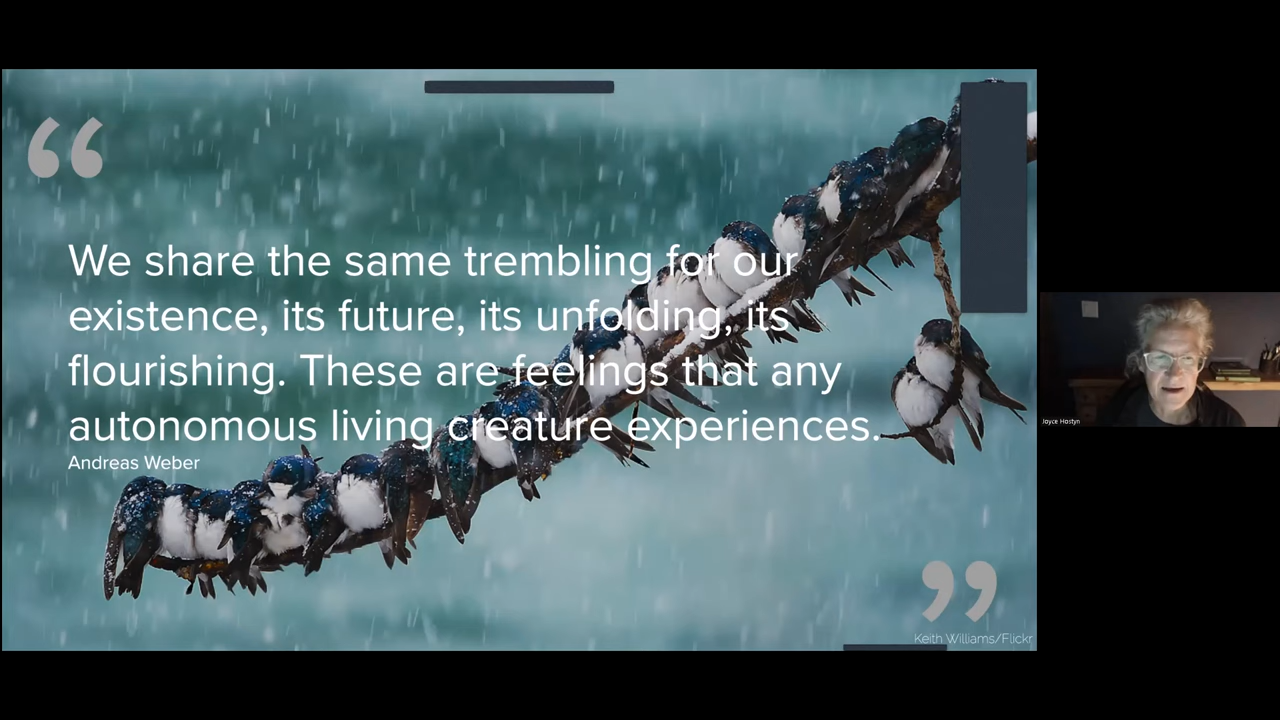 “
We share the same trembling for our
existence, its future, its unfolding, its
flourishing. These are feelings that any
autonomous living creature experiences.
Andreas Weber
”
Keith Williams/Flickr
Joyce Hostyn